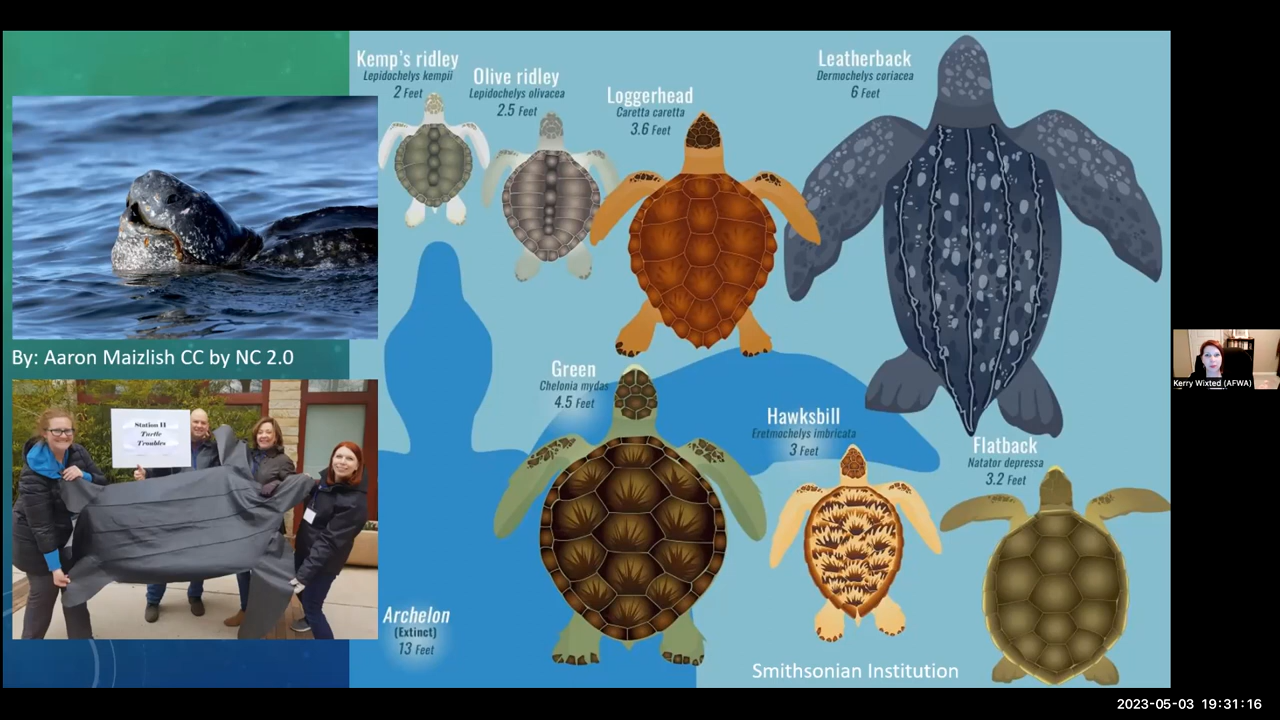 Kemp's ridley
Lepidochelys kempii
2 Feet
Olive ridley
Lepidochelys olivacea
2.5 Feet
Loggerhead
Caretta caretta
3.6 Feet
Leatherback
Dermochelys coriacea
6 Feet
By: Aaron Maizlish CC by NC 2.0
Station II
Turtle
Troubles
Green
Chelonia mydas
4.5 Feet
Hawksbill
Eretmochelys imbricata
3 Feet
Flatback
Natator depressa
3.2 Feet
Archelon
(Extinct)
13 Feet
Smithsonian Institution
Kerry Wixted (AFWA)
2023-05-03 19:31:16